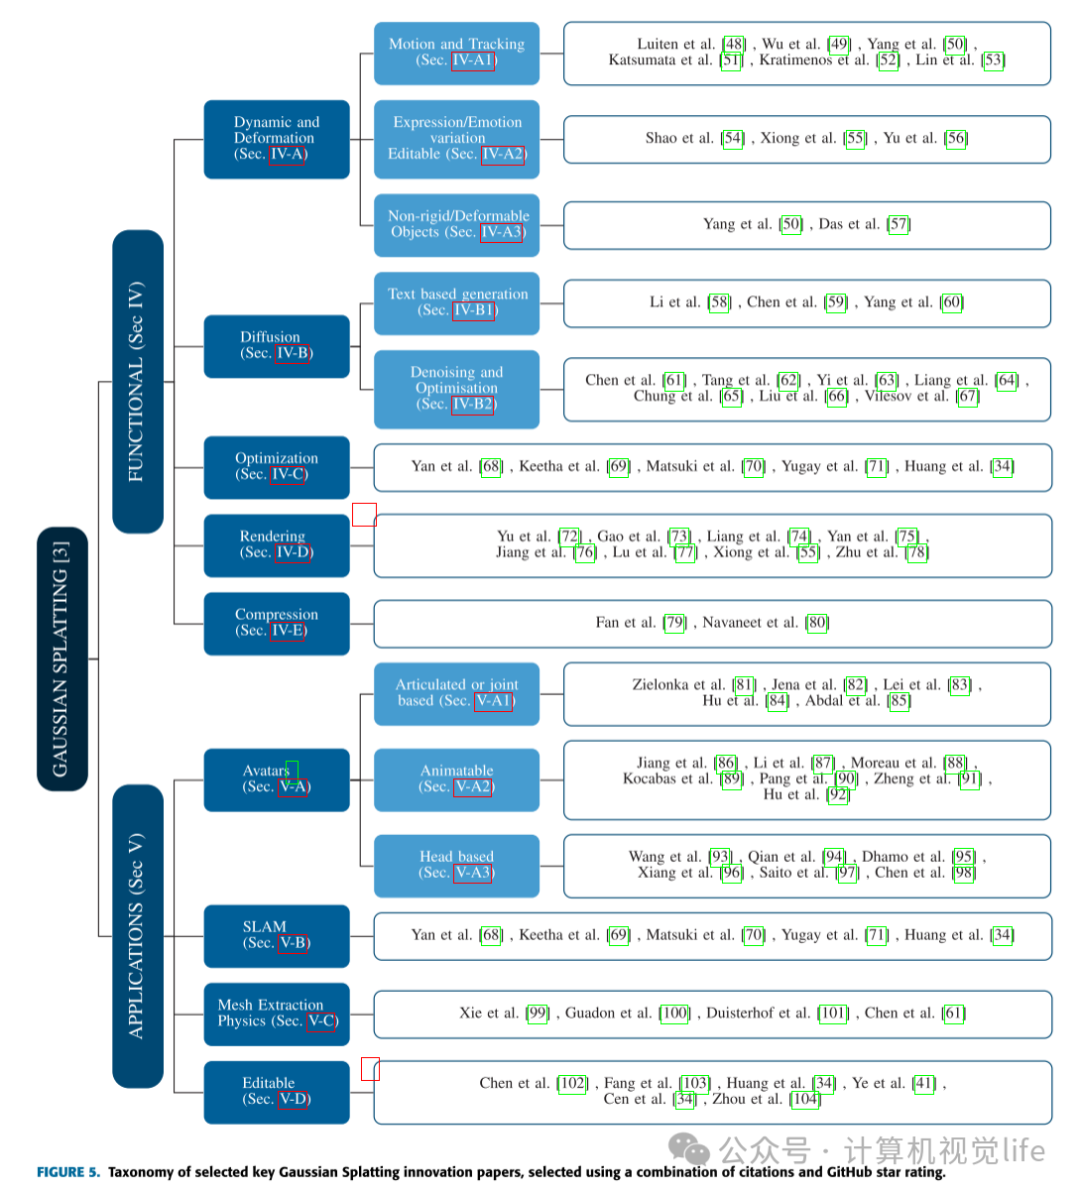 GAUSSIAN SPLATTING [3]
FUNCTIONAL (Sec IV)
Dynamic and
Deformation
(Sec. IV-A)
Motion and Tracking
(Sec. IV-A1)
Luiten et al. [48] , Wu et al. [49] , Yang et al. [50] ,
Katsumata et al. [51] , Kratimenos et al. [52] , Lin et al. [53]
Expression/Emotion
variation
Editable (Sec. IV-A2)
Shao et al. [54] , Xiong et al. [55] , Yu et al. [56]
Non-rigid/Deformable
Objects (Sec. IV-A3)
Yang et al. [50] , Das et al. [57]
Diffusion
(Sec. IV-B)
Text based generation
(Sec. IV-B1)
Li et al. [58] , Chen et al. [59] , Yang et al. [60]
Denoising and
Optimisation
(Sec. IV-B2)
Chen et al. [61] , Tang et al. [62] , Yi et al. [63] , Liang et al. [64] ,
Chung et al. [65] , Liu et al. [66] , Vilesov et al. [67]
Optimization
(Sec. IV-C)
Yan et al. [68] , Keetha et al. [69] , Matsuki et al. [70] , Yugay et al. [71] , Huang et al. [34]
Rendering
(Sec. IV-D)
Yu et al. [72] , Gao et al. [73] , Liang et al. [74] , Yan et al. [75] ,
Jiang et al. [76] , Lu et al. [77] , Xiong et al. [55] , Zhu et al. [78]
Compression
(Sec. IV-E)
Fan et al. [79] , Navaneet et al. [80]
APPLICATIONS (Sec V)
Avatars
(Sec. V-A)
Articulated or joint
based (Sec. V-A1)
Zielonka et al. [81] , Jena et al. [82] , Lei et al. [83] ,
Hu et al. [84] , Abdal et al. [85]
Animatable
(Sec. V-A2)
Jiang et al. [86] , Li et al. [87] , Moreau et al. [88] ,
Kocabas et al. [89] , Pang et al. [90] , Zheng et al. [91] ,
Hu et al. [92]
Head based
(Sec. V-A3)
Wang et al. [93] , Qian et al. [94] , Dhamo et al. [95] ,
Xiang et al. [96] , Saito et al. [97] , Chen et al. [98]
SLAM
(Sec. V-B)
Yan et al. [68] , Keetha et al. [69] , Matsuki et al. [70] , Yugay et al. [71] , Huang et al. [34]
Mesh Extraction
Physics (Sec. V-C)
Xie et al. [99] , Guadon et al. [100] , Duisterhof et al. [101] , Chen et al. [61]
Editable
(Sec. V-D)
Chen et al. [102] , Fang et al. [103] , Huang et al. [34] , Ye et al. [41] ,
Cen et al. [34] , Zhou et al. [104]
公众号 · 计算机视觉life
FIGURE 5. Taxonomy of selected key Gaussian Splatting innovation papers, selected using a combination of citations and GitHub star rating.